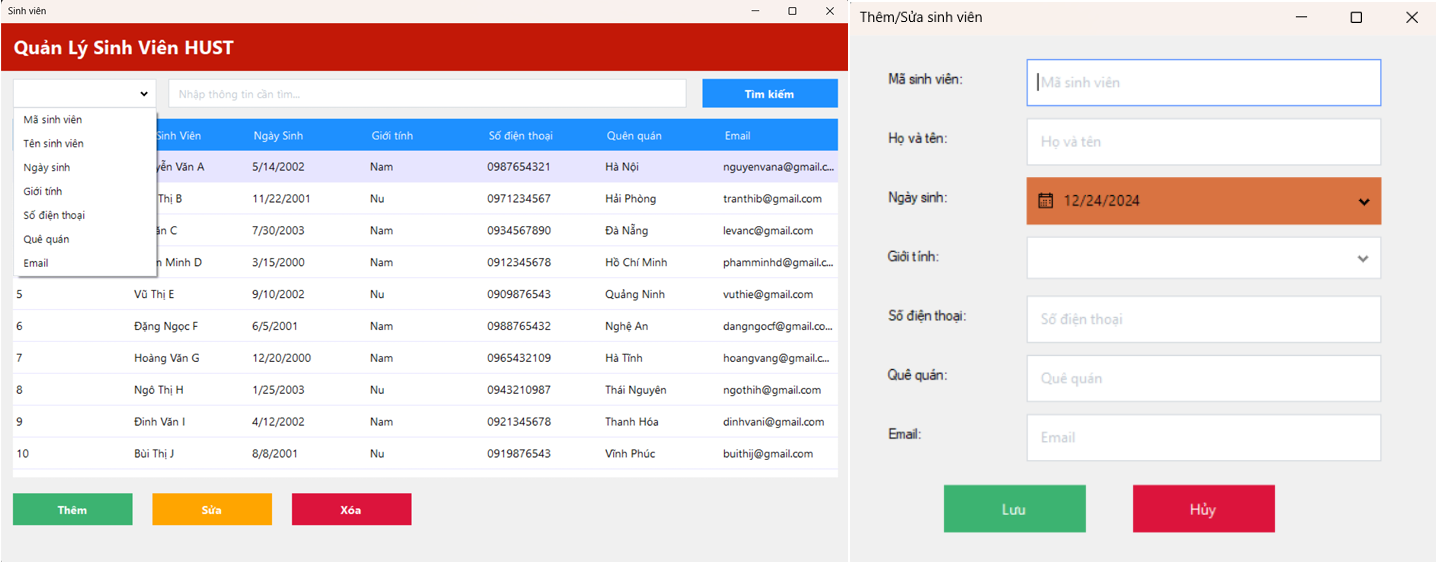 Sinh viên
Quản Lý Sinh Viên HUST
Nhập thông tin cần tìm...
Tìm kiếm
Mã sinh viên
Tên sinh viên
Ngày sinh
Giới tính
Số điện thoại
Quê quán
Email
Sinh Viên Ngày Sinh Giới tính Số điện thoại Quên quán Email
Văn A 5/14/2002 Nam 0987654321 Hà Nội nguyenvana@gmail.c...
Thị B 11/22/2001 Nu 0971234567 Hải Phòng tranthib@gmail.com
C 7/30/2003 Nam 0934567890 Đà Nẵng levanc@gmail.com
Minh D 3/15/2000 Nam 0912345678 Hồ Chí Minh phamminhd@gmail.c...
5 Vũ Thị E 9/10/2002 Nu 0909876543 Quảng Ninh vuthie@gmail.com
6 Đặng Ngọc F 6/5/2001 Nam 0988765432 Nghệ An dangngocf@gmail.co...
7 Hoàng Văn G 12/20/2000 Nam 0965432109 Hà Tĩnh hoangvang@gmail.c...
8 Ngô Thị H 1/25/2003 Nu 0943210987 Thái Nguyên ngothih@gmail.com
9 Đinh Văn I 4/12/2002 Nam 0921345678 Thanh Hóa dinhvani@gmail.com
10 Bùi Thị J 8/8/2001 Nu 0919876543 Vĩnh Phúc buithij@gmail.com
Thêm Sửa Xóa
Thêm/Sửa sinh viên
Mã sinh viên: Mã sinh viên
Họ và tên: Họ và tên
Ngày sinh: 12/24/2024
Giới tính:
Số điện thoại: Số điện thoại
Quê quán: Quê quán
Email: Email
Lưu Hủy